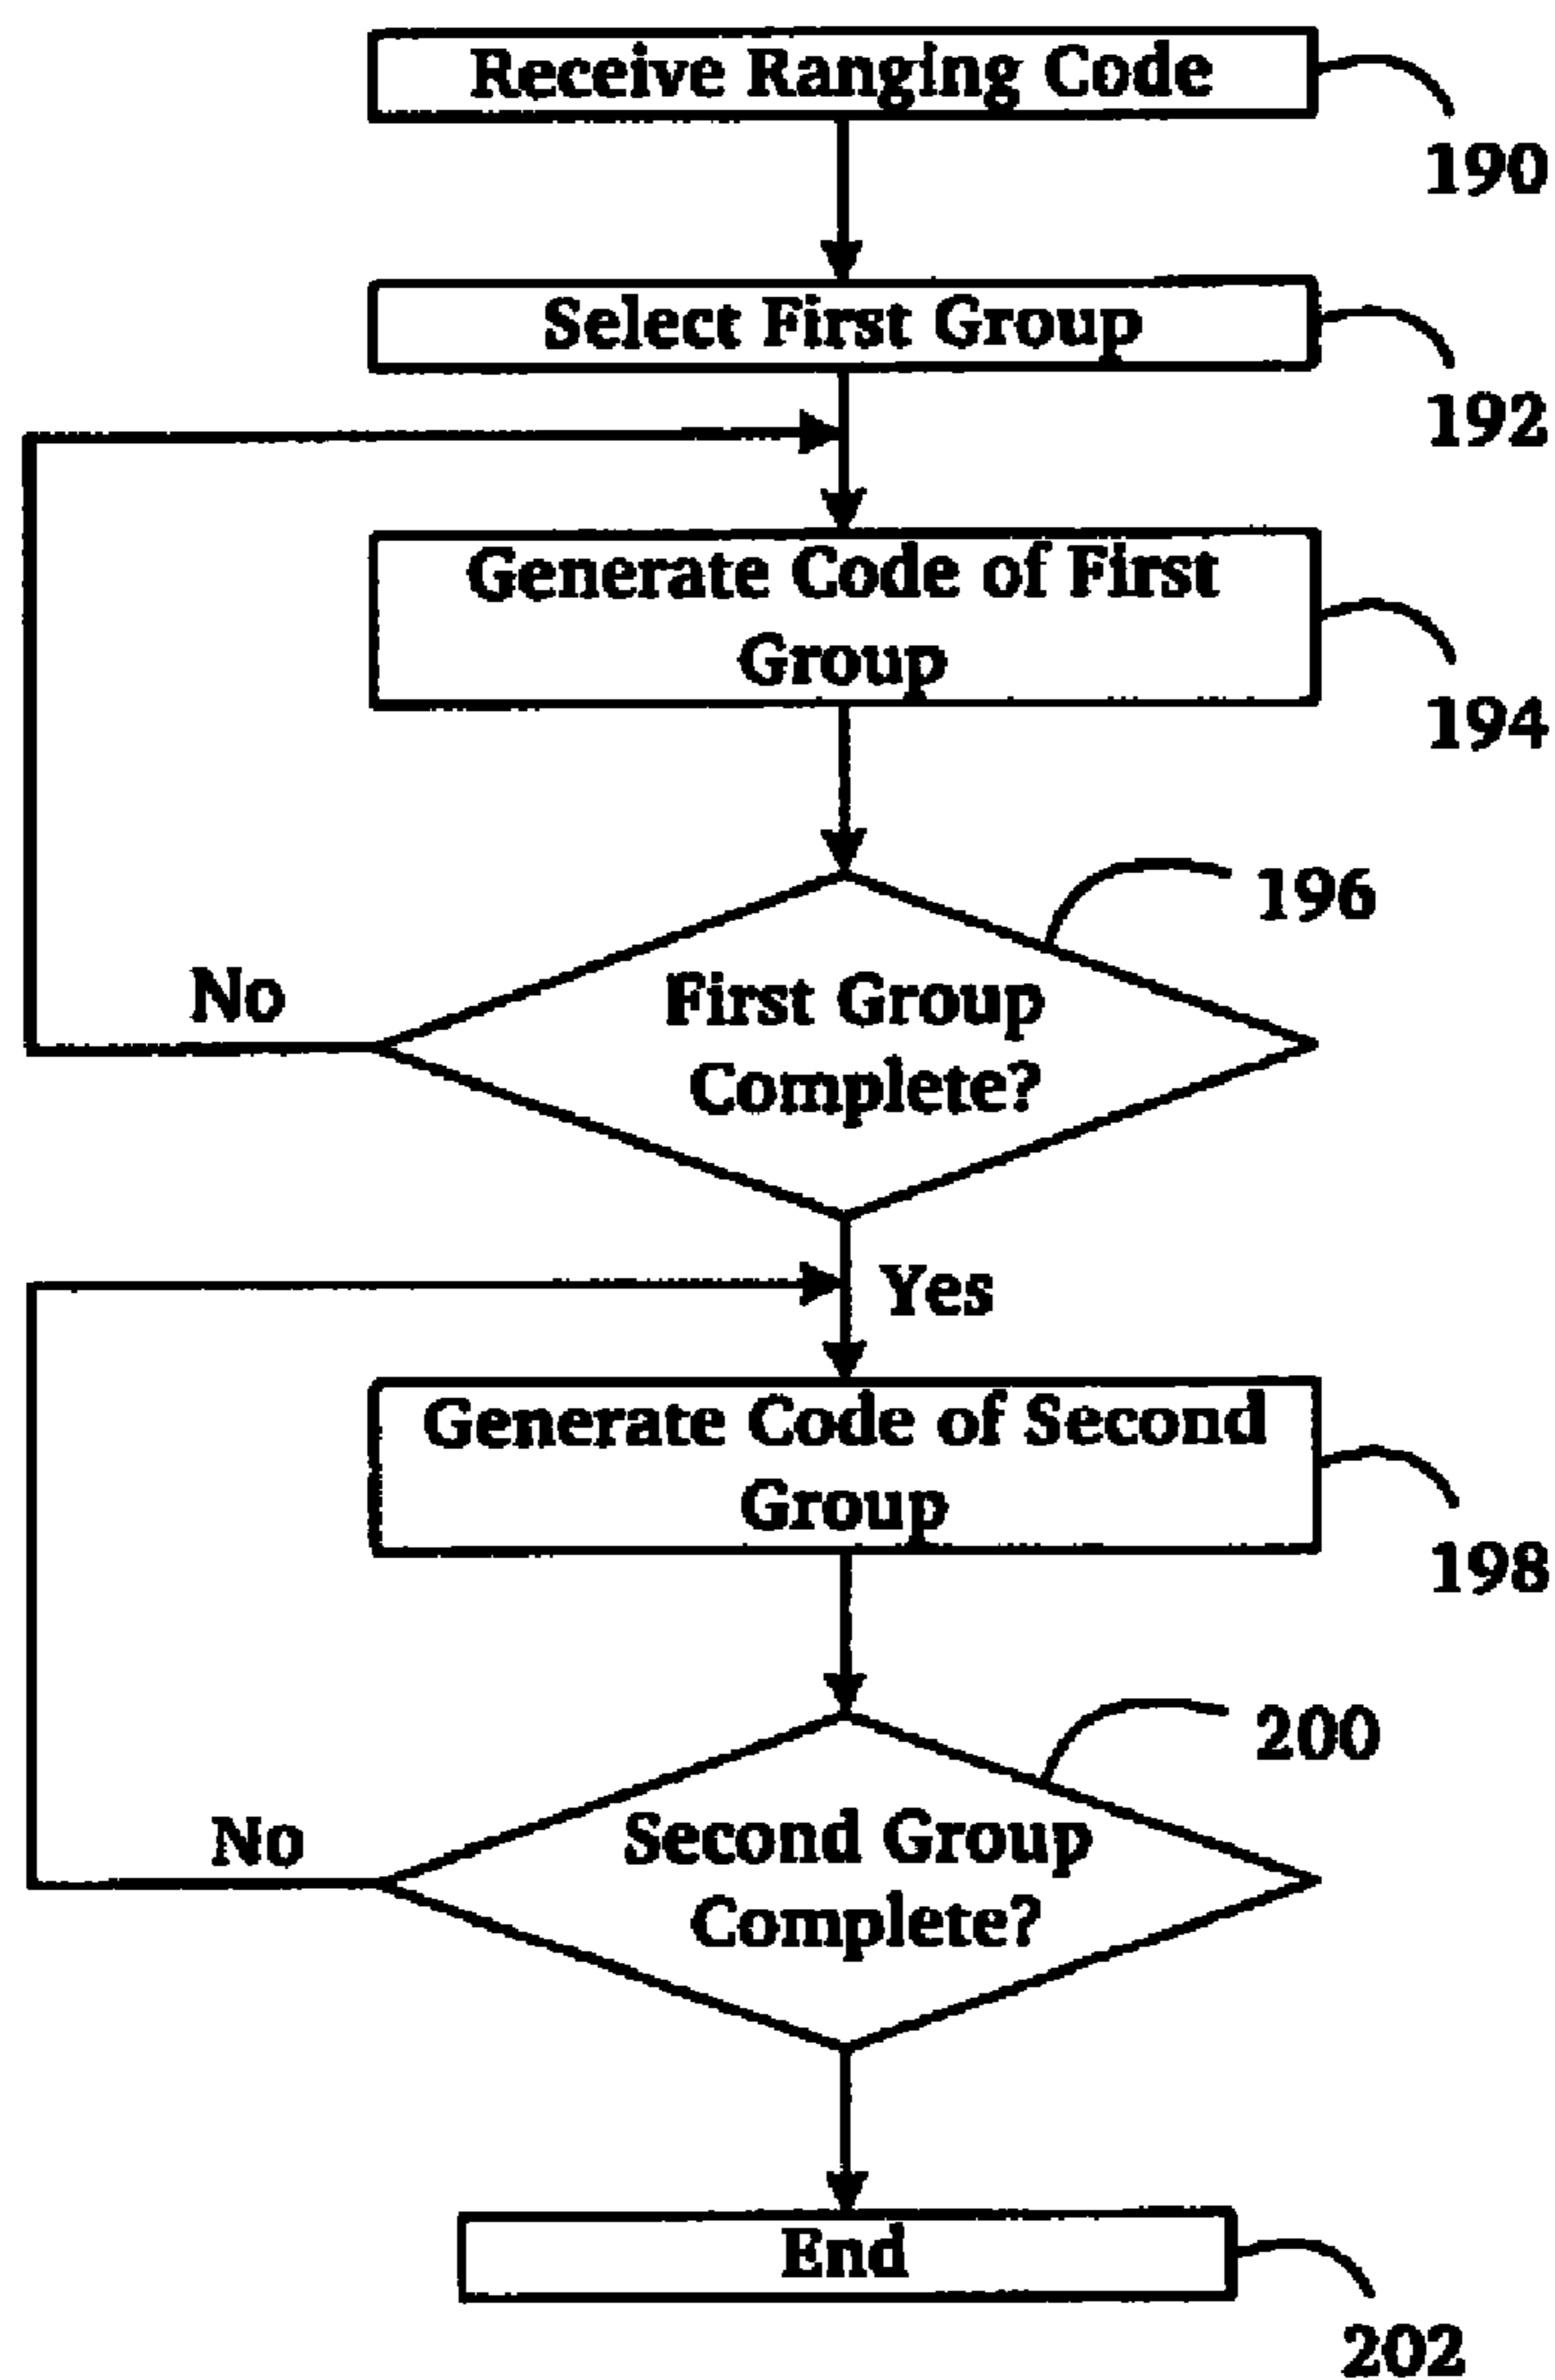 Receive Ranging Code
190
Select First Group
192
Generate Code of First
Group
194
196
First Group
Complete?
No
Yes
Generate Code of Second
Group
198
200
Second Group
Complete?
No
End
202